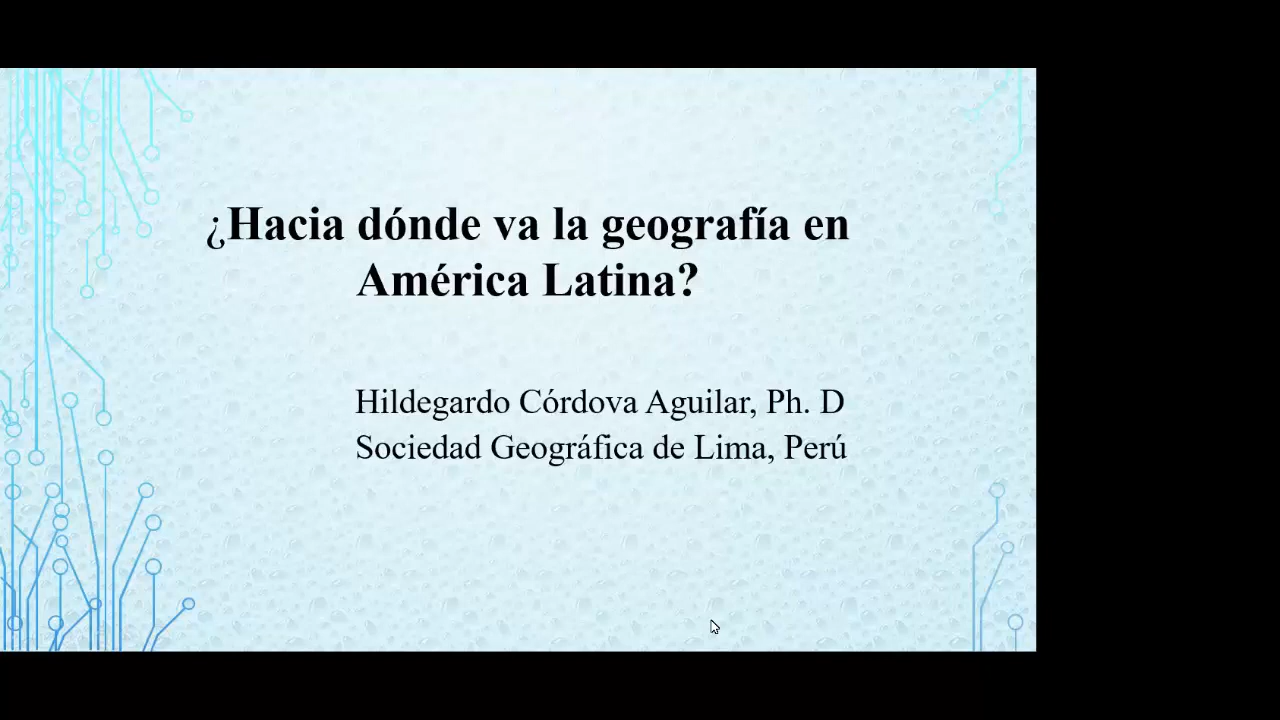 ¿Hacia dónde va la geografía en
América Latina?
Hildegardo Córdova Aguilar, Ph. D
Sociedad Geográfica de Lima, Perú